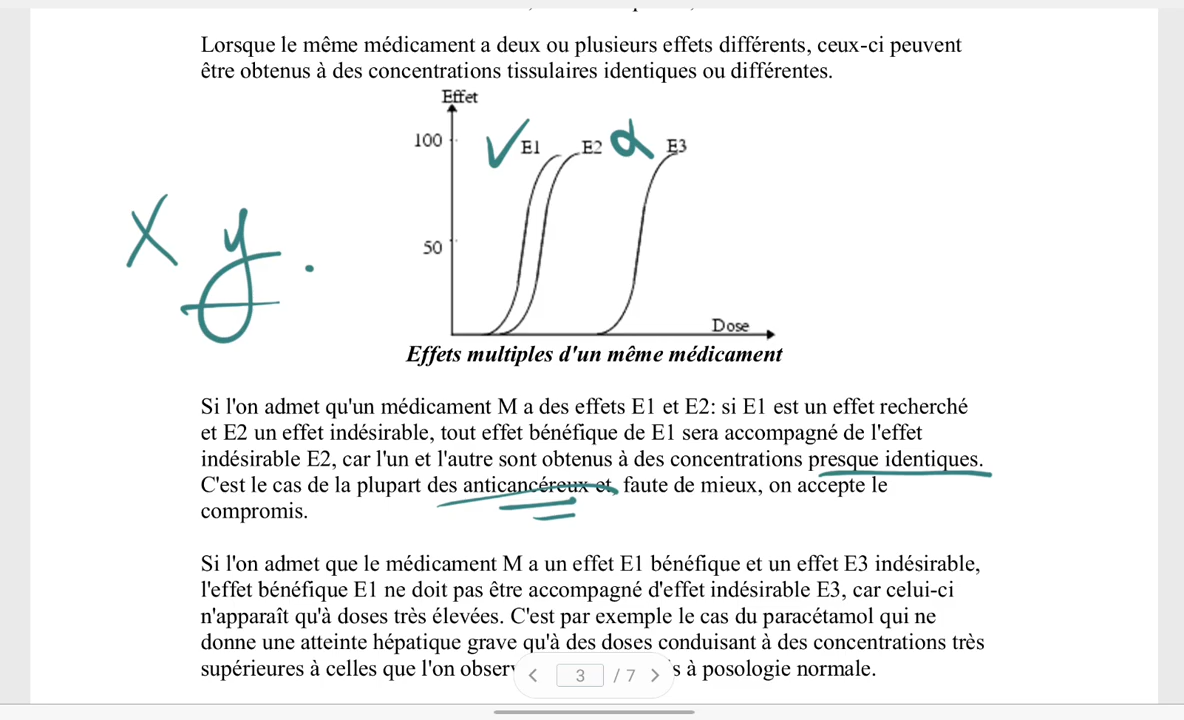 Lorsque le même médicament a deux ou plusieurs effets différents, ceux-ci peuvent
être obtenus à des concentrations tissulaires identiques ou différentes.
Effet
100
E1
E2
α
E3
x
y
.
50
Dose
Effets multiples d'un même médicament
Si l'on admet qu'un médicament M a des effets E1 et E2: si E1 est un effet recherché
et E2 un effet indésirable, tout effet bénéfique de E1 sera accompagné de l'effet
indésirable E2, car l'un et l'autre sont obtenus à des concentrations presque identiques.
C'est le cas de la plupart des anticancéreux et, faute de mieux, on accepte le
compromis.
Si l'on admet que le médicament M a un effet E1 bénéfique et un effet E3 indésirable,
l'effet bénéfique E1 ne doit pas être accompagné d'effet indésirable E3, car celui-ci
n'apparaît qu'à doses très élevées. C'est par exemple le cas du paracétamol qui ne
donne une atteinte hépatique grave qu'à des doses conduisant à des concentrations très
supérieures à celles que l'on à posologie normale.
3 / 7